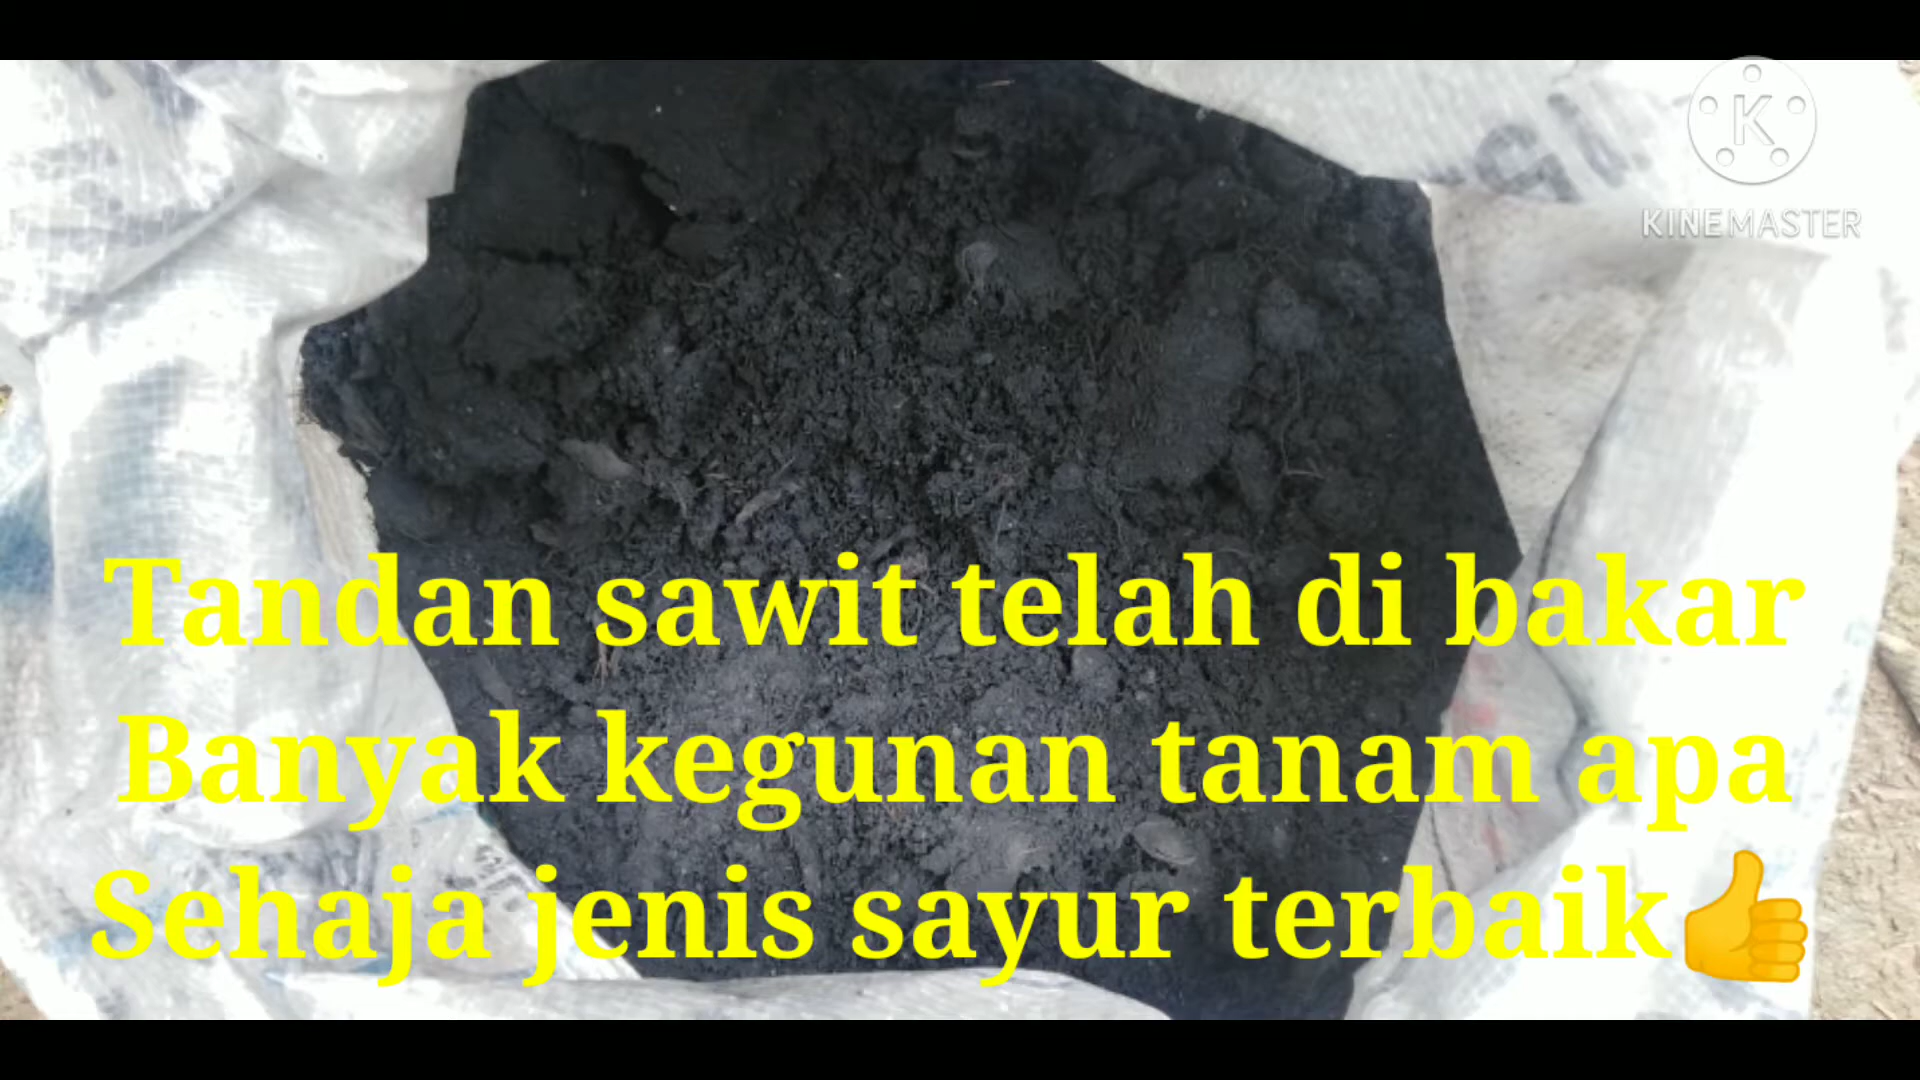 KINEMASTER
Tandan sawit telah di bakar
Banyak kegunan tanam apa
Sehaja jenis sayur terbaik👍